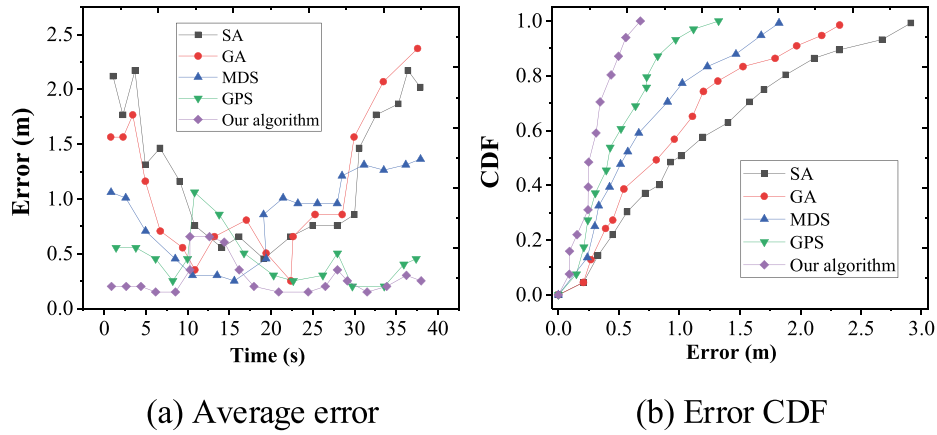 2.5
2.0
1.5
1.0
0.5
0.0
Error (m)
SA
GA
MDS
GPS
Our algorithm
0 5 10 15 20 25 30 35 40
Time (s)
(a) Average error
1.0
0.8
0.6
0.4
0.2
0.0
CDF
SA
GA
MDS
GPS
Our algorithm
0.0 0.5 1.0 1.5 2.0 2.5 3.0
Error (m)
(b) Error CDF